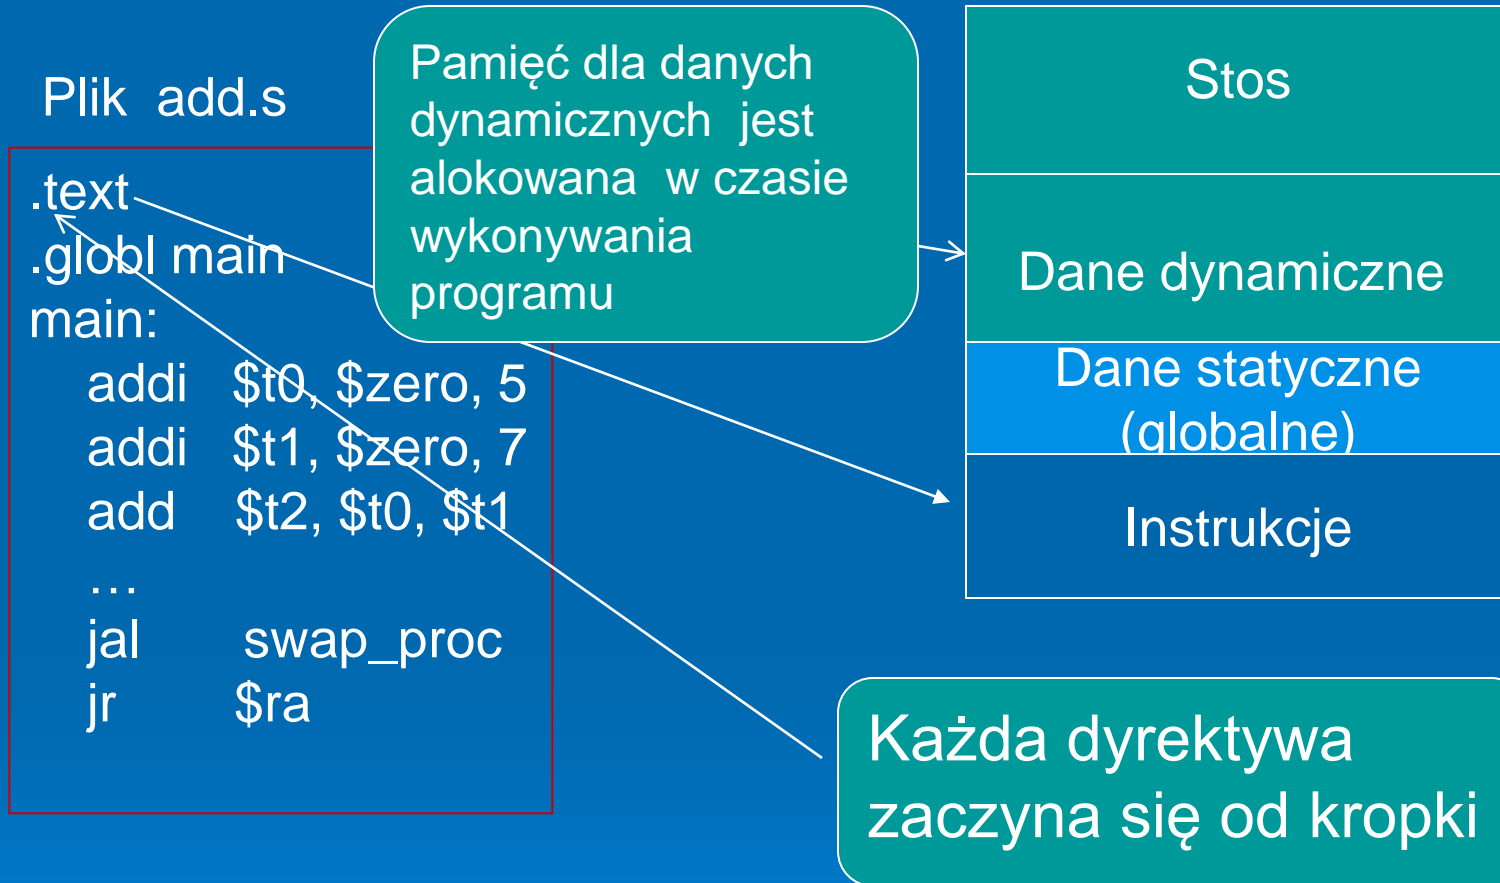 Plik add.s
.text
.globl main
main:
addi $t0, $zero, 5
addi $t1, $zero, 7
add $t2, $t0, $t1
…
jal swap_proc
jr $ra
Pamięć dla danych
dynamicznych jest
alokowana w czasie
wykonywania
programu
Stos
Dane dynamiczne
Dane statyczne
(globalne)
Instrukcje
Każda dyrektywa
zaczyna się od kropki